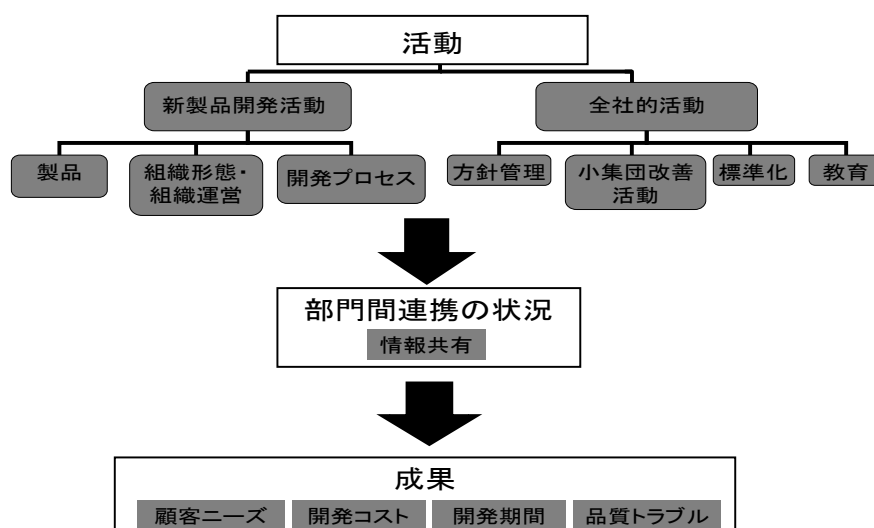 活動
新製品開発活動
全社的活動
製品
組織形態・
組織運営
開発プロセス
方針管理
小集団改善
活動
標準化
教育
部門間連携の状況
情報共有
成果
顧客ニーズ
開発コスト
開発期間
品質トラブル